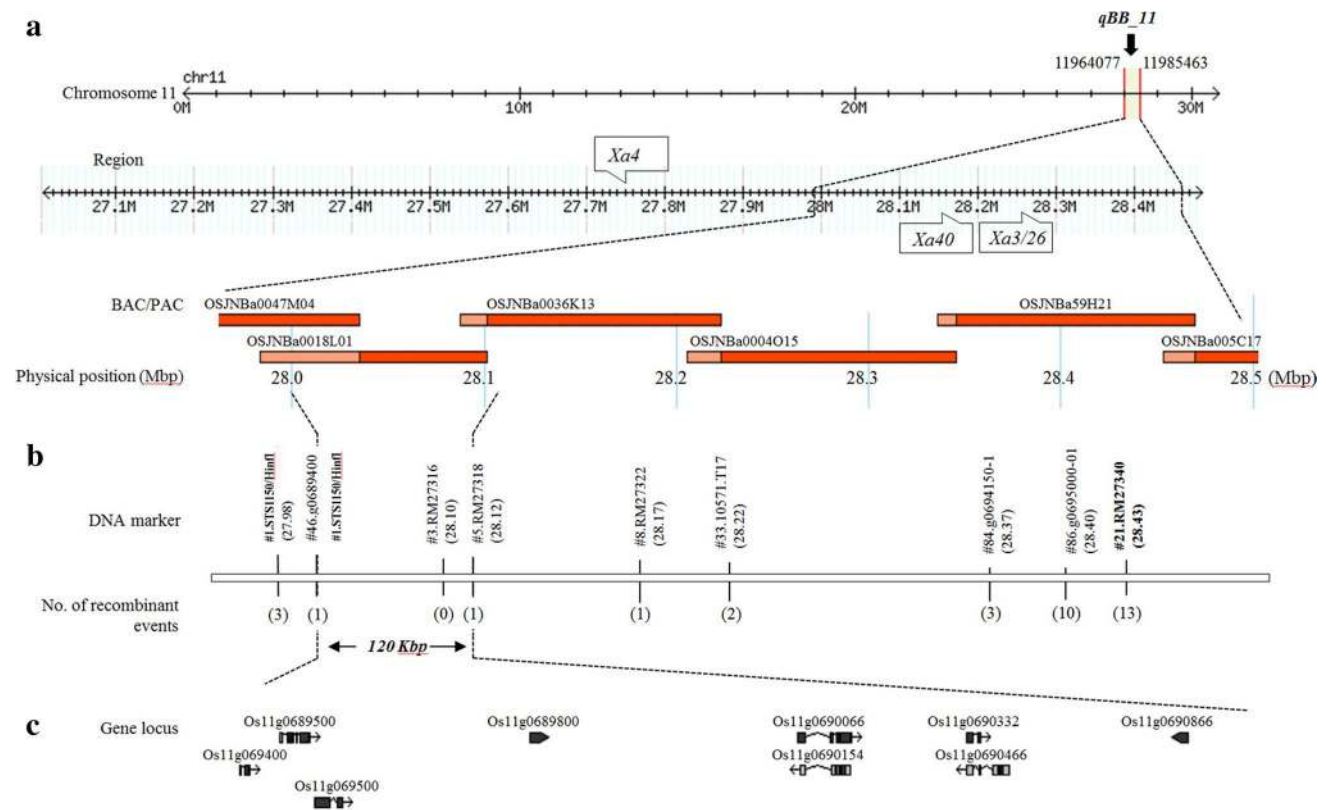 a
qBB_11
11964077 11985463
chr11
Chromosome 11
0M 10M 20M 30M
Region
Xa4
27.1M 27.2M 27.3M 27.4M 27.5M 27.6M 27.7M 27.8M 27.9M 28M 28.1M 28.2M 28.3M 28.4M
Xa40 Xa3/26
BAC/PAC
OSJNBa0047M04 OSJNBa0036K13 OSJNBa59H21
OSJNBa0018L01 OSJNBa0004O15 OSJNBa005C17
Physical position (Mbp) 28.0 28.1 28.2 28.3 28.4 28.5 (Mbp)
b
DNA marker
#1.STS1150/HinfI
(27.98)
#46.g0689400
#1.STS1150/HinfI
#3.RM27316
(28.10)
#5.RM27318
(28.12)
#8.RM27322
(28.17)
#33.10571.T17
(28.22)
#84.g0694150-1
(28.37)
#86.g0695000-01
(28.40)
#21.RM27340
(28.43)
No. of recombinant
events
(3) (1) (0) (1) (1) (2) (3) (10) (13)
120 Kbp
c
Gene locus
Os11g0689500 Os11g0689800 Os11g0690066 Os11g0690332 Os11g0690866
Os11g069400 Os11g0690154 Os11g0690466
Os11g069500